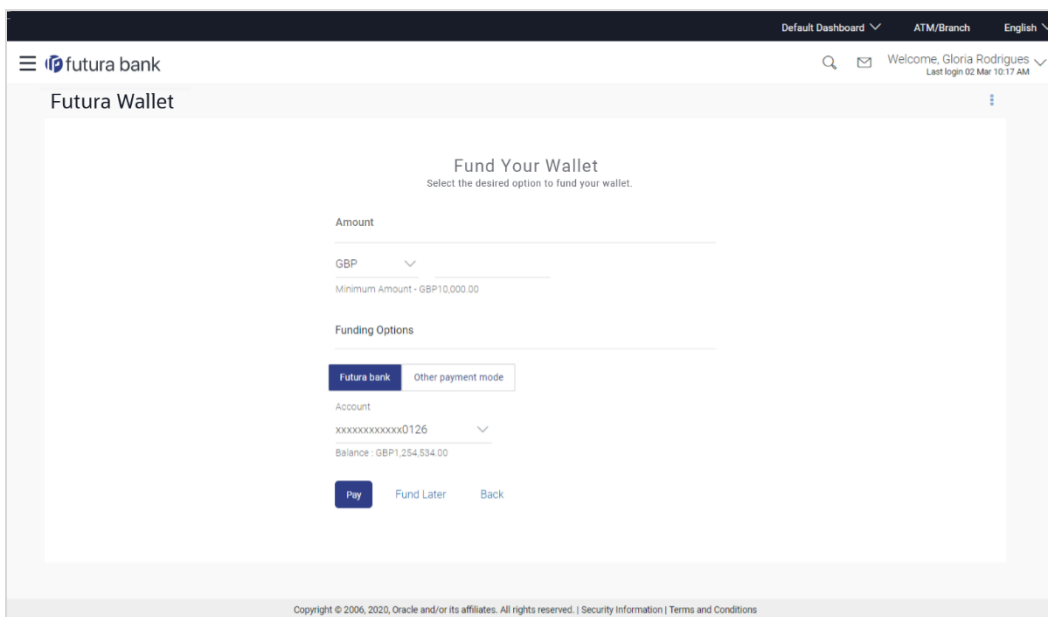 Default Dashboard ATM/Branch English
futura bank Welcome, Gloria Rodrigues
Last login 02 Mar 10:17 AM
Futura Wallet
Fund Your Wallet
Select the desired option to fund your wallet.
Amount
GBP
Minimum Amount - GBP10,000.00
Funding Options
Futura bank Other payment mode
Account
xxxxxxxxxxxx0126
Balance : GBP1,254,534.00
Pay Fund Later Back
Copyright © 2006, 2020, Oracle and/or its affiliates. All rights reserved. | Security Information | Terms and Conditions